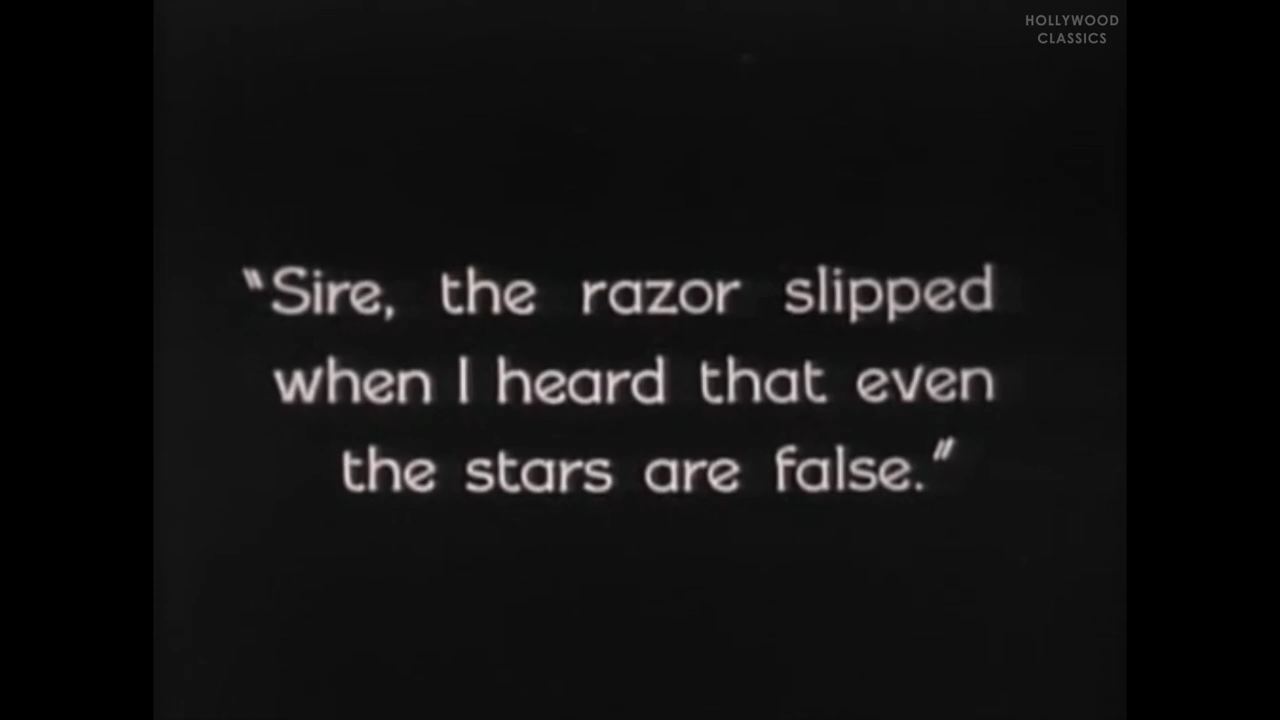 HOLLYWOOD
CLASSICS
"Sire, the razor slipped
when I heard that even
the stars are false."